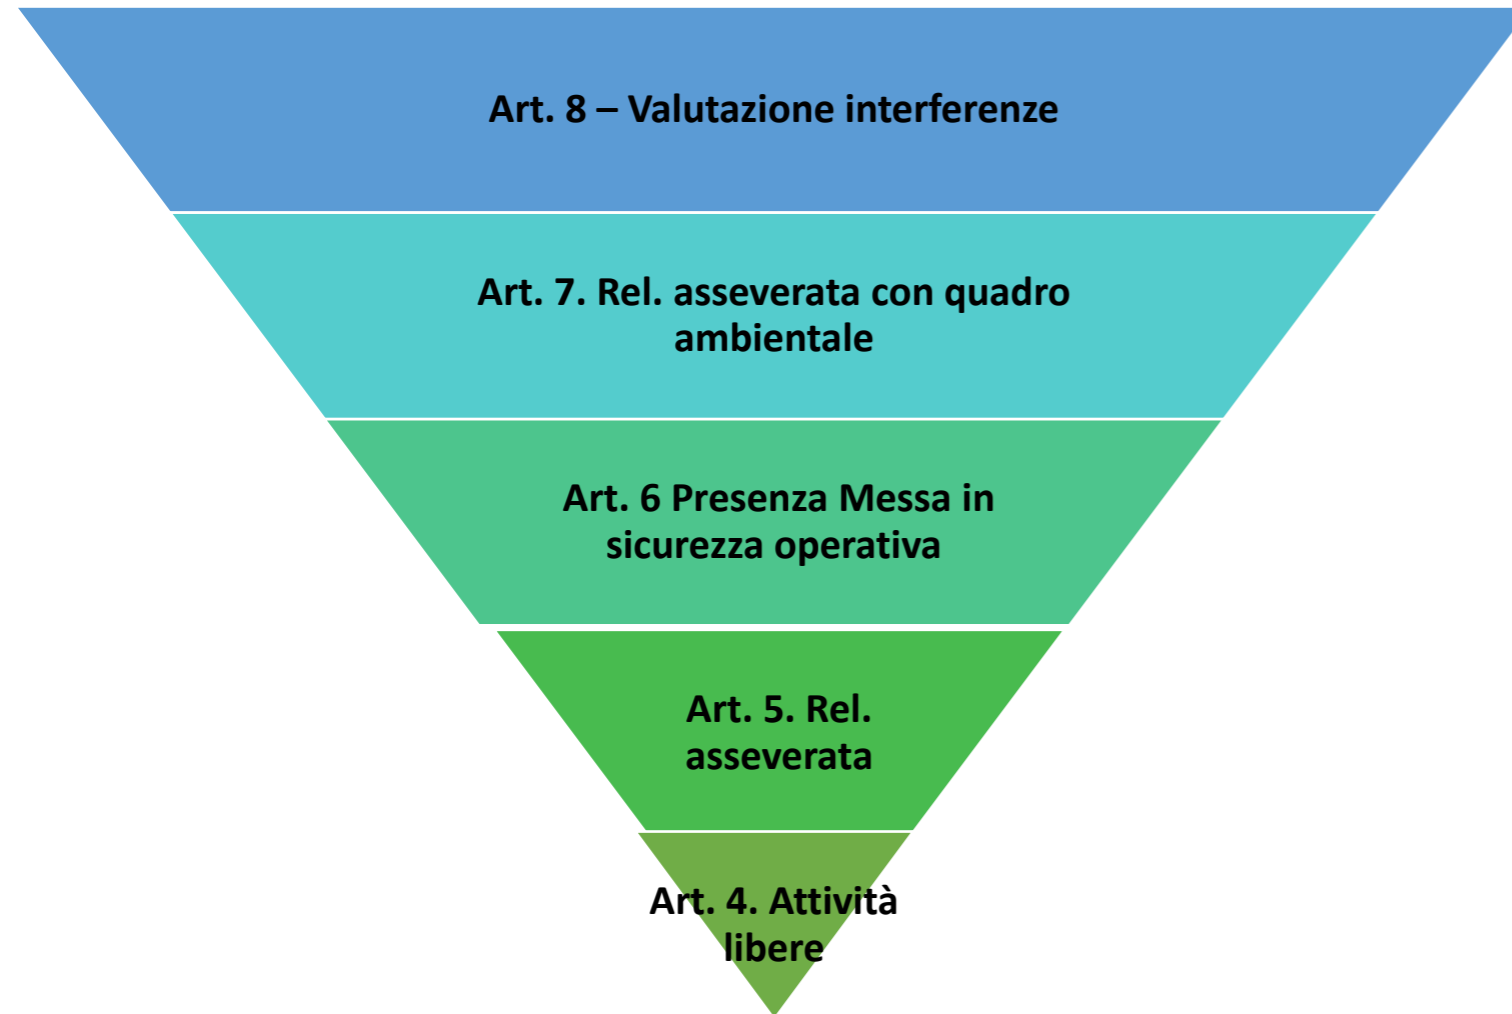 Art. 8 – Valutazione interferenze
Art. 7. Rel. asseverata con quadro
ambientale
Art. 6 Presenza Messa in
sicurezza operativa
Art. 5. Rel.
asseverata
Art. 4. Attività
libere